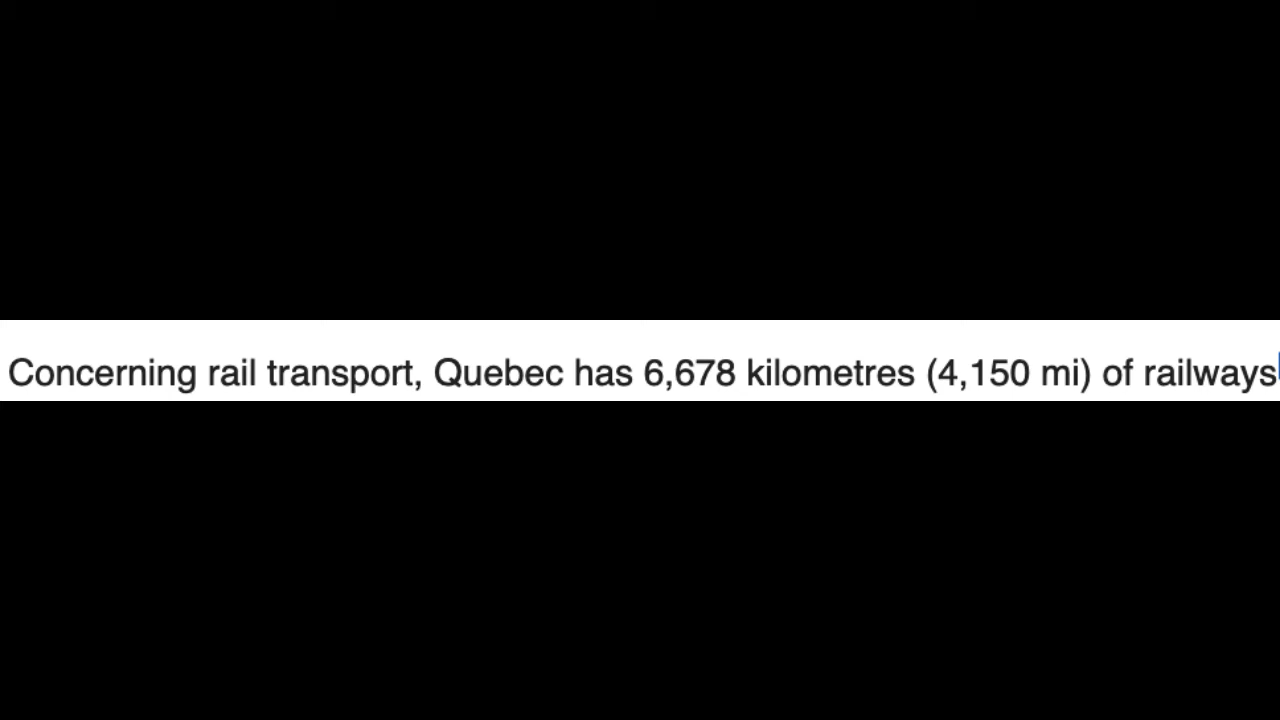 Concerning rail transport, Quebec has 6,678 kilometres (4,150 mi) of railways